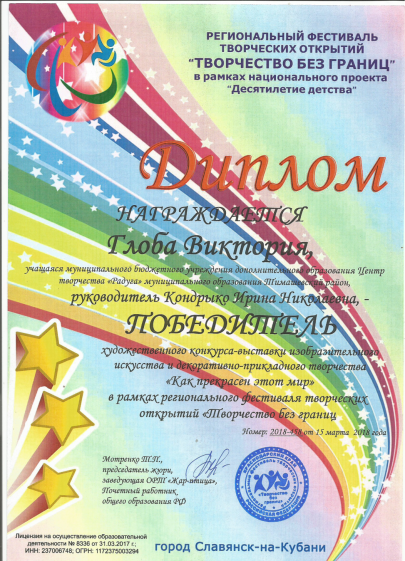 РЕГИОНАЛЬНЫЙ ФЕСТИВАЛЬ
ТВОРЧЕСКИХ ОТКРЫТИЙ
"ТВОРЧЕСТВО БЕЗ ГРАНИЦ"
в рамках национального проекта
"Десятилетие детства"
Диплом
НАГРАЖДАЕТСЯ
Глоба Виктория,
учащаяся муниципального бюджетного учреждения дополнительного образования Центр
творчества «Радуга» муниципального образования Тимашевский район,
руководитель Кондрыко Ирина Николаевна, -
ПОБЕДИТЕЛЬ
художественного конкурса-выставки изобразительного
искусства и декоративно-прикладного творчества
«Как прекрасен этот мир»
в рамках регионального фестиваля творческих
открытий «Творчество без границ
Номер: 2018-458 от 15 марта 2018 года
Мотренко Т.П.,
председатель жюри,
заведующая ОРТ «Жар-птица»,
Почетный работник
общего образования РФ
«Творчество
без
границ»
Лицензия на осуществление образовательной
деятельности № 8336 от 31.03.2017 г.;
ИНН: 237006748; ОГРН: 1172375003294
город Славянск-на-Кубани